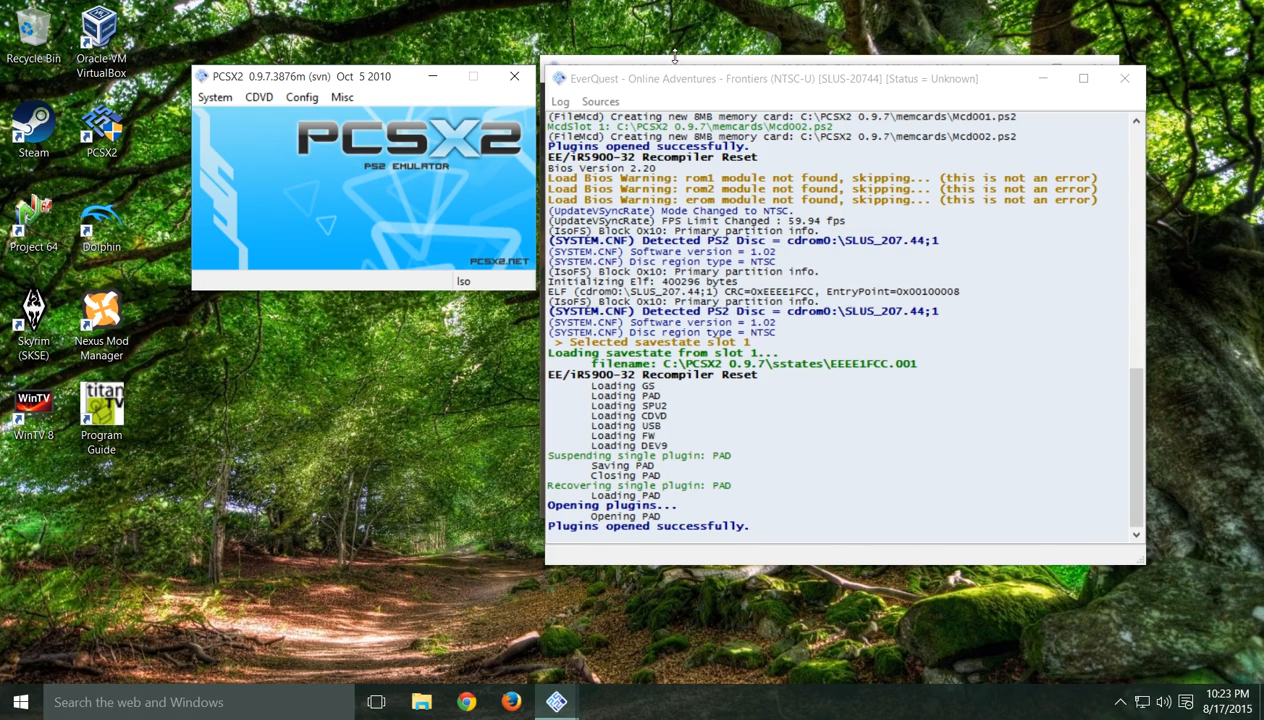 Recycle Bin
Oracle VM
VirtualBox
Steam
PCSX2
Project 64
Dolphin
Skyrim
(SKSE)
Nexus Mod
Manager
WinTV
WinTV 8
titan
TV
Program
Guide
PCSX2 0.9.7.3876m (svn) Oct 5 2010
System CDVD Config Misc
PCSX2
PS2 EMULATOR
PCSX2.NET
Iso
EverQuest - Online Adventures - Frontiers (NTSC-U) [SLUS-20744] [Status = Unknown]
Log Sources
(FileMcd) Creating new 8MB memory card: C:\PCSX2 0.9.7\memcards\Mcd001.ps2
McdSlot 1: C:\PCSX2 0.9.7\memcards\Mcd002.ps2
(FileMcd) Creating new 8MB memory card: C:\PCSX2 0.9.7\memcards\Mcd002.ps2
Plugins opened successfully.
EE/iR5900-32 Recompiler Reset
Bios Version 2.20
Load Bios Warning: rom1 module not found, skipping... (this is not an error)
Load Bios Warning: rom2 module not found, skipping... (this is not an error)
Load Bios Warning: erom module not found, skipping... (this is not an error)
(UpdateVSyncRate) Mode Changed to NTSC.
(UpdateVSyncRate) FPS Limit Changed : 59.94 fps
(IsoFS) Block 0x10: Primary partition info.
(SYSTEM.CNF) Detected PS2 Disc = cdrom0:\SLUS_207.44;1
(SYSTEM.CNF) Software version = 1.02
(SYSTEM.CNF) Disc region type = NTSC
(IsoFS) Block 0x10: Primary partition info.
Initializing Elf: 400296 bytes
ELF (cdrom0:\SLUS_207.44;1) CRC=0xEEEE1FCC, EntryPoint=0x00100008
(IsoFS) Block 0x10: Primary partition info.
(SYSTEM.CNF) Detected PS2 Disc = cdrom0:\SLUS_207.44;1
(SYSTEM.CNF) Software version = 1.02
(SYSTEM.CNF) Disc region type = NTSC
> Selected savestate slot 1
Loading savestate from slot 1...
filename: C:\PCSX2 0.9.7\sstates\EEEE1FCC.001
EE/iR5900-32 Recompiler Reset
Loading GS
Loading PAD
Loading SPU2
Loading CDVD
Loading USB
Loading FW
Loading DEV9
Suspending single plugin: PAD
Saving PAD
Closing PAD
Recovering single plugin: PAD
Loading PAD
Opening plugins...
Opening PAD
Plugins opened successfully.
Search the web and Windows
10:23 PM
8/17/2015